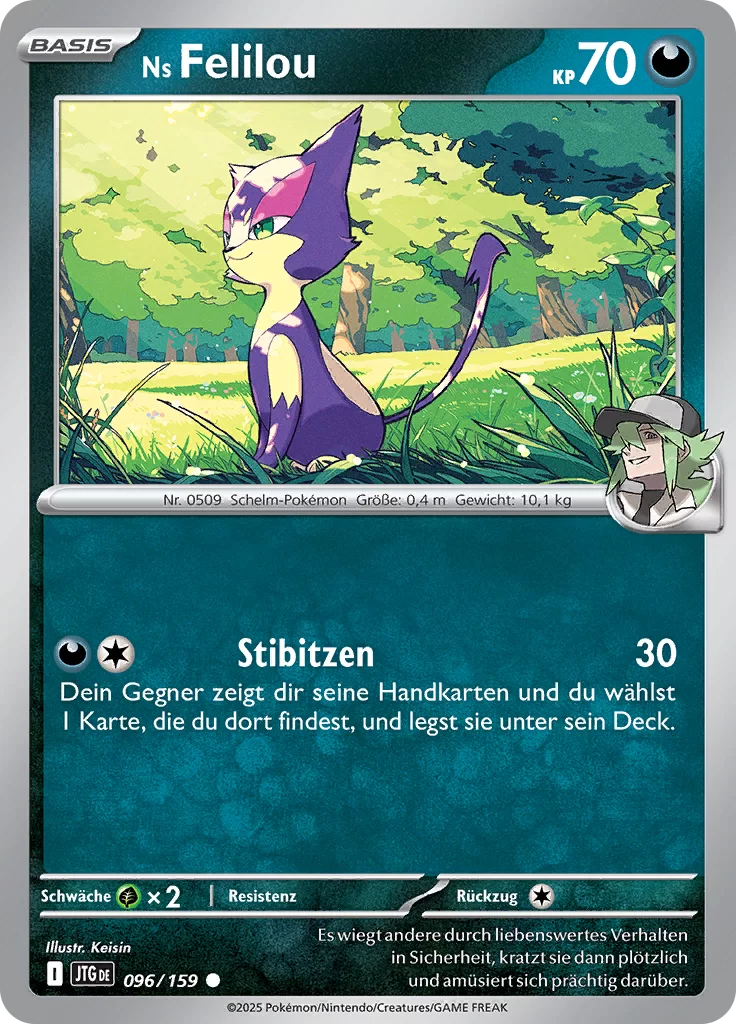 BASIS
Ns Felilou
KP 70
Nr. 0509 Schelm-Pokémon Größe: 0,4 m Gewicht: 10,1 kg
Stibitzen 30
Dein Gegner zeigt dir seine Handkarten und du wählst
1 Karte, die du dort findest, und legst sie unter sein Deck.
Schwäche ×2 Resistenz Rückzug
Illustr. Keisin
Es wiegt andere durch liebenswertes Verhalten
in Sicherheit, kratzt sie dann plötzlich
und amüsiert sich prächtig darüber.
I JTG DE 096/159
©2025 Pokémon/Nintendo/Creatures/GAME FREAK